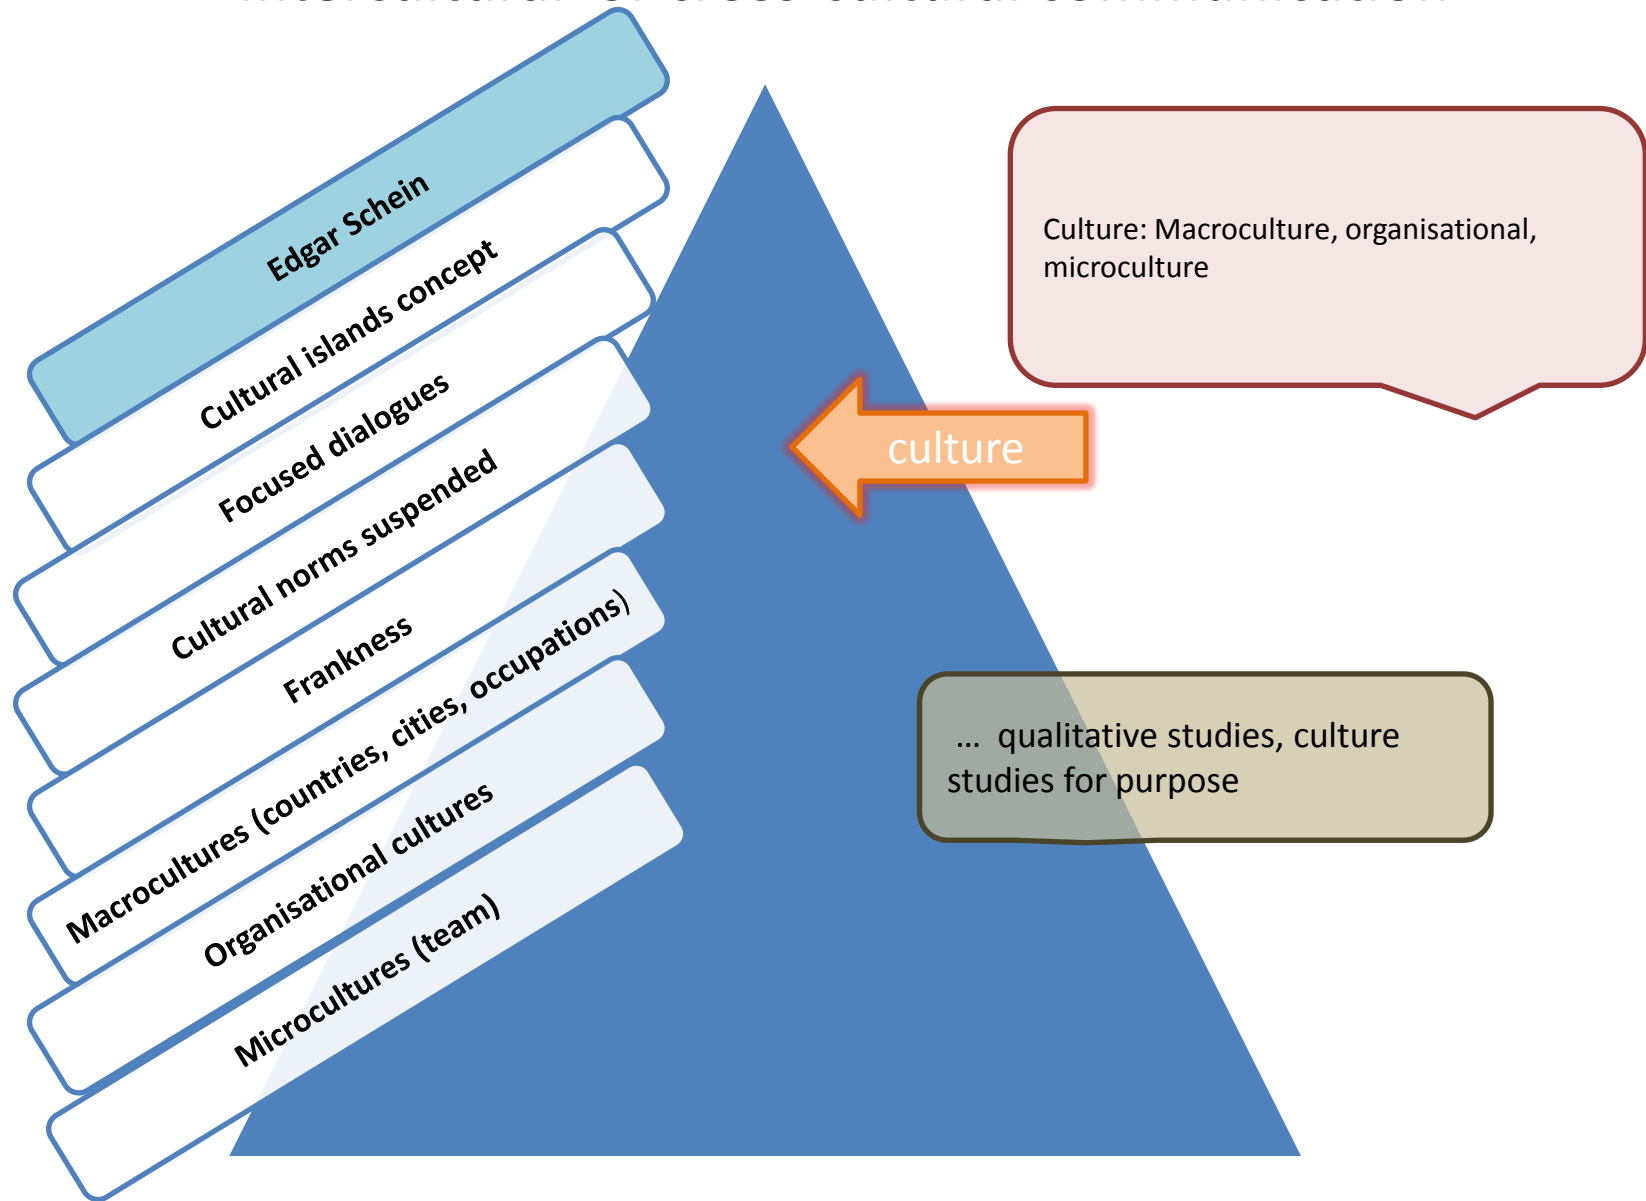 Edgar Schein
Cultural islands concept
Focused dialogues
Cultural norms suspended
Frankness
Macrocultures (countries, cities, occupations)
Organisational cultures
Microcultures (team)
Culture: Macroculture, organisational,
microculture
culture
... qualitative studies, culture
studies for purpose